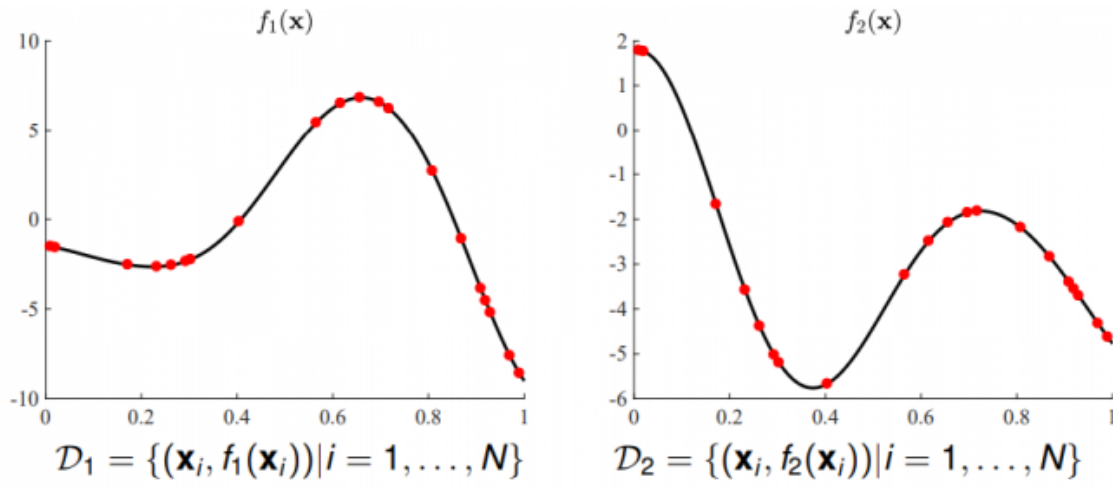 f₁(x)
10
5
0
-5
-10
0 0.2 0.4 0.6 0.8 1
𝒟₁ = {(xᵢ, f₁(xᵢ))|i = 1, . . . , N}
f₂(x)
2
1
0
-1
-2
-3
-4
-5
-6
0 0.2 0.4 0.6 0.8 1
𝒟₂ = {(xᵢ, f₂(xᵢ))|i = 1, . . . , N}